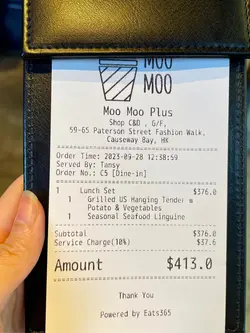 MOO
MOO
Moo Moo Plus
Shop C&D , G/F,
59-65 Paterson Street Fashion Walk,
Causeway Bay, HK
Order Time: 2023-09-28 12:38:59
Served By: Tansy
Order No.: C5 [Dine-in]
1 Lunch Set $376.0
1 Grilled US Hanging Tender w
Potato & Vegetables
1 Seasonal Seafood Linguine
Subtotal $376.0
Service Charge(10%) $37.6
Amount $413.0
Thank You
Powered by Eats365